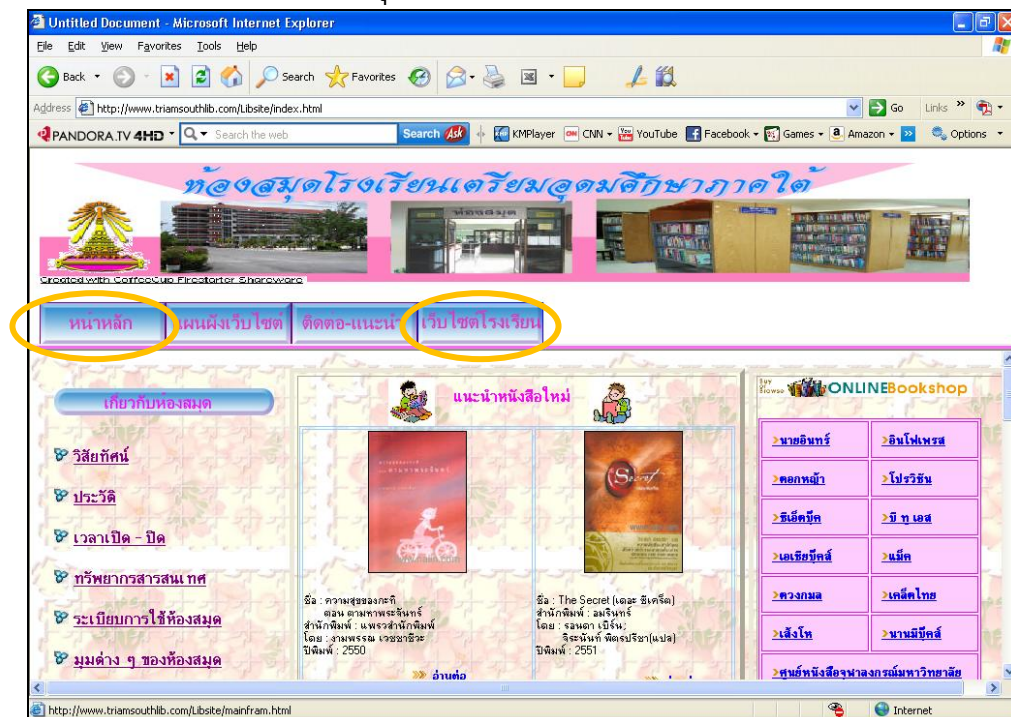 Untitled Document - Microsoft Internet Explorer
File Edit View Favorites Tools Help
Back Search Favorites
Address http://www.triamsouthlib.com/Libsite/index.html Go Links »
PANDORA.TV 4HD Search the web Search Ask KMPlayer CNN YouTube Facebook Games Amazon » Options
ห้องสมุดโรงเรียนเตรียมอุดมศึกษาภาคใต้
ห้องสมุด
Created with CoffeeCup Firestarter Shareware
หน้าหลัก แผนผังเว็บไซต์ ติดต่อ-แนะนำ เว็บไซต์โรงเรียน
เกี่ยวกับห้องสมุด
วิสัยทัศน์
ประวัติ
เวลาเปิด - ปิด
ทรัพยากรสารสนเทศ
ระเบียบการใช้ห้องสมุด
มุมต่าง ๆ ของห้องสมุด
แนะนำหนังสือใหม่
ชื่อ : ความสุขของกะทิ
ตอน ตามหาพระจันทร์
สำนักพิมพ์ : แพรวสำนักพิมพ์
โดย : งามพรรณ เวชชาชีวะ
ปีพิมพ์ : 2550
»» อ่านต่อ
Secret
ชื่อ : The Secret (เดอะ ซีเคร็ต)
สำนักพิมพ์ : อมรินทร์
โดย : รอนดา เบิร์น;
จิระนันท์ พิตรปรีชา(แปล)
ปีพิมพ์ : 2551
Buy or Browse ONLINEBookshop
>นายอินทร์ >อินโฟเพรส
>ดอกหญ้า >โปรวิชัน
>ซีเอ็ดบุ๊ค >บี ทู เอส
>เอเชียบุ๊คส์ >แม็ค
>ดวงกมล >เคล็ดไทย
>เล้งโห >นานมีบุ๊คส์
>ศูนย์หนังสือจุฬาลงกรณ์มหาวิทยาลัย
http://www.triamsouthlib.com/Libsite/mainfram.html Internet